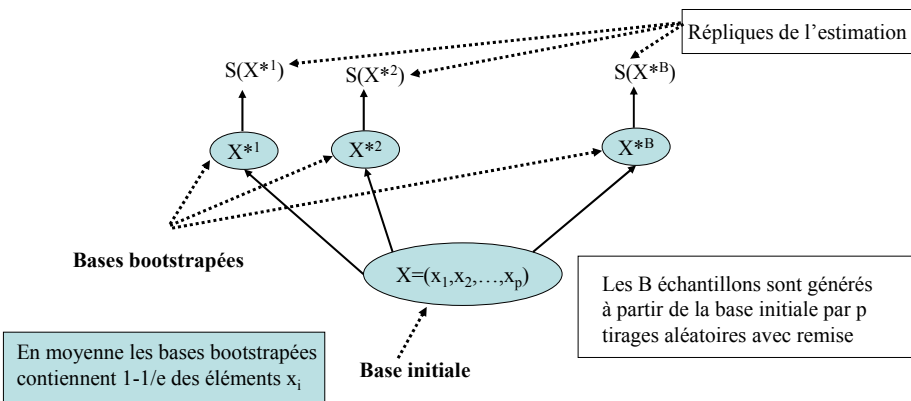 Répliques de l’estimation
S(X*1) S(X*2) S(X*B)
X*1 X*2 X*B
Bases bootstrapées
X=(x1,x2,…,xp)
Les B échantillons sont générés
à partir de la base initiale par p
tirages aléatoires avec remise
En moyenne les bases bootstrapées
contiennent 1-1/e des éléments xi
Base initiale